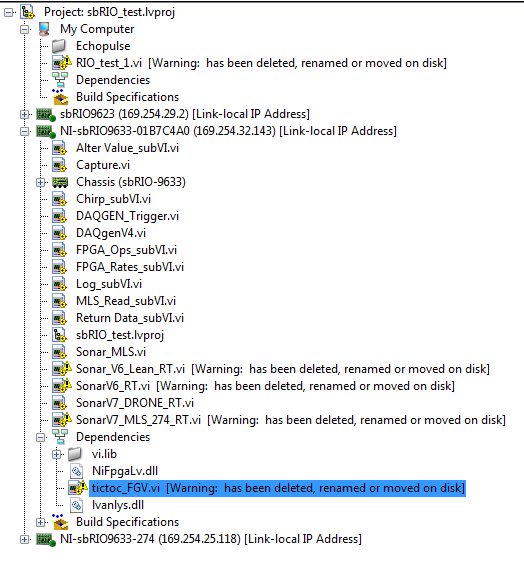 Project: sbRIO_test.lvproj
My Computer
Echopulse
RIO_test_1.vi [Warning: has been deleted, renamed or moved on disk]
Dependencies
Build Specifications
sbRIO9623 (169.254.29.2) [Link-local IP Address]
NI-sbRIO9633-01B7C4A0 (169.254.32.143) [Link-local IP Address]
Alter Value_subVI.vi
Capture.vi
Chassis (sbRIO-9633)
Chirp_subVI.vi
DAQGEN_Trigger.vi
DAQgenV4.vi
FPGA_Ops_subVI.vi
FPGA_Rates_subVI.vi
Log_subVI.vi
MLS_Read_subVI.vi
Return Data_subVI.vi
sbRIO_test.lvproj
Sonar_MLS.vi
Sonar_V6_Lean_RT.vi [Warning: has been deleted, renamed or moved on disk]
SonarV6_RT.vi [Warning: has been deleted, renamed or moved on disk]
SonarV7_DRONE_RT.vi
SonarV7_MLS_274_RT.vi [Warning: has been deleted, renamed or moved on disk]
Dependencies
vi.lib
NiFpgaLv.dll
tictoc_FGV.vi [Warning: has been deleted, renamed or moved on disk]
lvanlys.dll
Build Specifications
NI-sbRIO9633-274 (169.254.25.118) [Link-local IP Address]